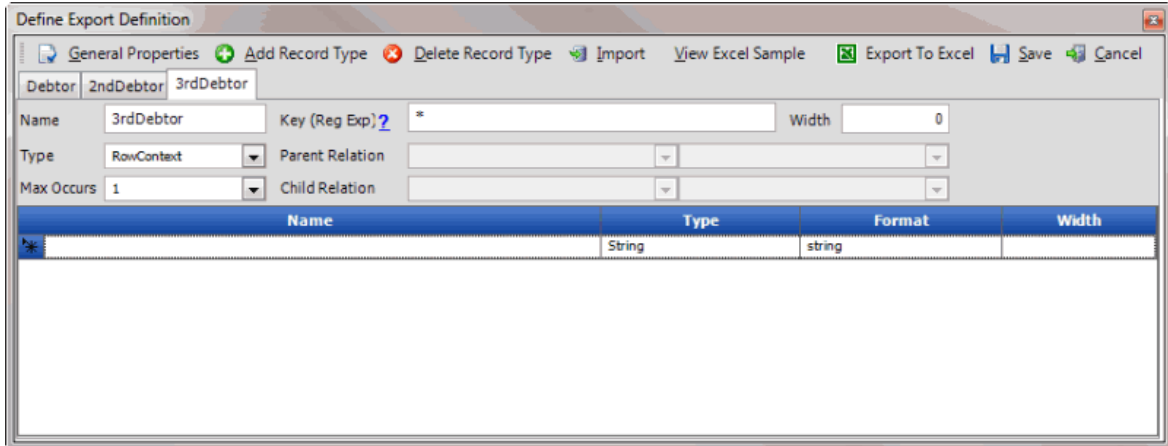 Define Export Definition
General Properties Add Record Type Delete Record Type Import View Excel Sample Export To Excel Save Cancel
Debtor 2ndDebtor 3rdDebtor
Name 3rdDebtor Key (Reg Exp) ? * Width 0
Type RowContext Parent Relation
Max Occurs 1 Child Relation
Name Type Format Width
String string